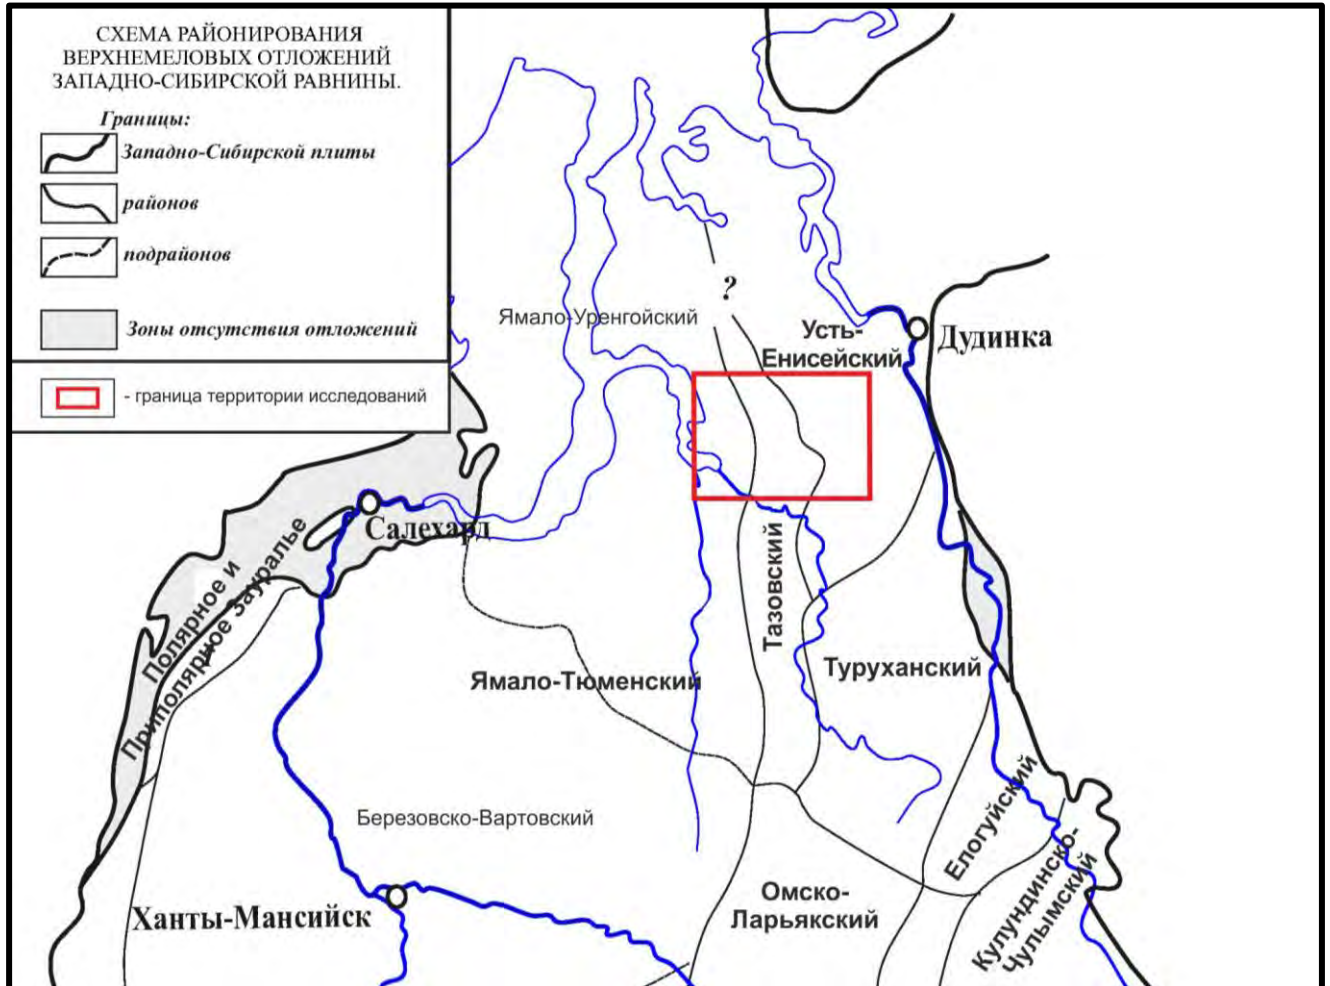 СХЕМА РАЙОНИРОВАНИЯ
ВЕРХНЕМЕЛОВЫХ ОТЛОЖЕНИЙ
ЗАПАДНО-СИБИРСКОЙ РАВНИНЫ.
Границы:
Западно-Сибирской плиты
районов
подрайонов
Зоны отсутствия отложений
- граница территории исследований
?
Ямало-Уренгойский
Усть-
Енисейский
Дудинка
Салехард
Полярное и
Приполярное Зауралье
Тазовский
Ямало-Тюменский
Туруханский
Березовско-Вартовский
Елогуйский
Омско-
Ларьякский
Кулундинско-
Чулымский
Ханты-Мансийск